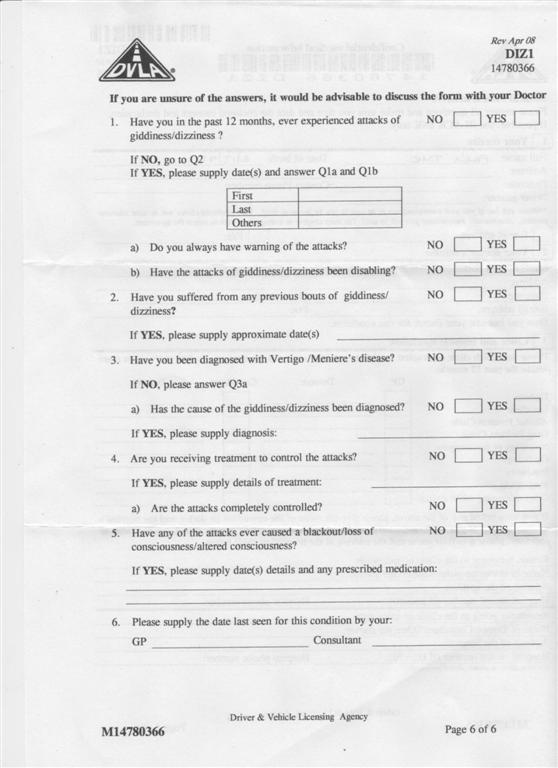 DVLA
Rev Apr 08
DIZ1
14780366
If you are unsure of the answers, it would be advisable to discuss the form with your Doctor
1. Have you in the past 12 months, ever experienced attacks of NO YES
giddiness/dizziness ?
If NO, go to Q2
If YES, please supply date(s) and answer Q1a and Q1b
First
Last
Others
a) Do you always have warning of the attacks? NO YES
b) Have the attacks of giddiness/dizziness been disabling? NO YES
2. Have you suffered from any previous bouts of giddiness/ NO YES
dizziness?
If YES, please supply approximate date(s)
3. Have you been diagnosed with Vertigo /Meniere's disease? NO YES
If NO, please answer Q3a
a) Has the cause of the giddiness/dizziness been diagnosed? NO YES
If YES, please supply diagnosis:
4. Are you receiving treatment to control the attacks? NO YES
If YES, please supply details of treatment:
a) Are the attacks completely controlled? NO YES
5. Have any of the attacks ever caused a blackout/loss of NO YES
consciousness/altered consciousness?
If YES, please supply date(s) details and any prescribed medication:
6. Please supply the date last seen for this condition by your:
GP Consultant
Driver & Vehicle Licensing Agency
M14780366 Page 6 of 6